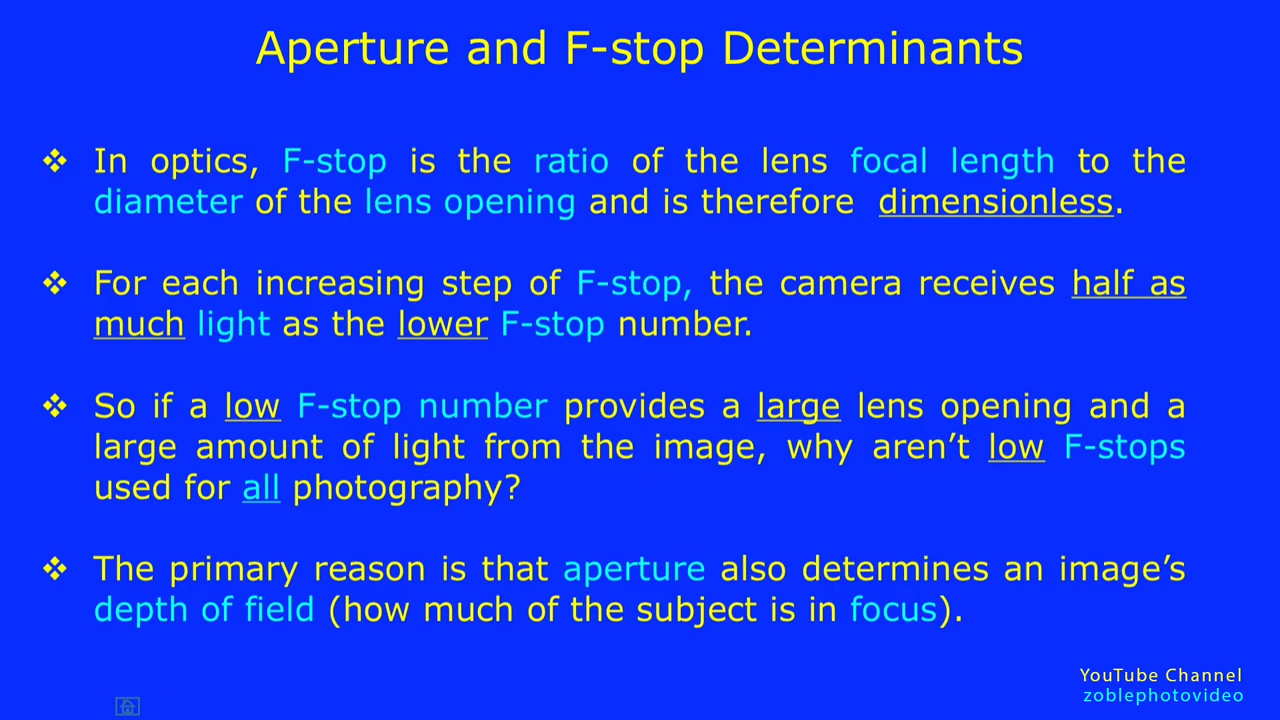 Aperture and F-stop Determinants
❖ In optics, F-stop is the ratio of the lens focal length to the
diameter of the lens opening and is therefore dimensionless.
❖ For each increasing step of F-stop, the camera receives half as
much light as the lower F-stop number.
❖ So if a low F-stop number provides a large lens opening and a
large amount of light from the image, why aren’t low F-stops
used for all photography?
❖ The primary reason is that aperture also determines an image’s
depth of field (how much of the subject is in focus).
YouTube Channel
zoblephotovideo